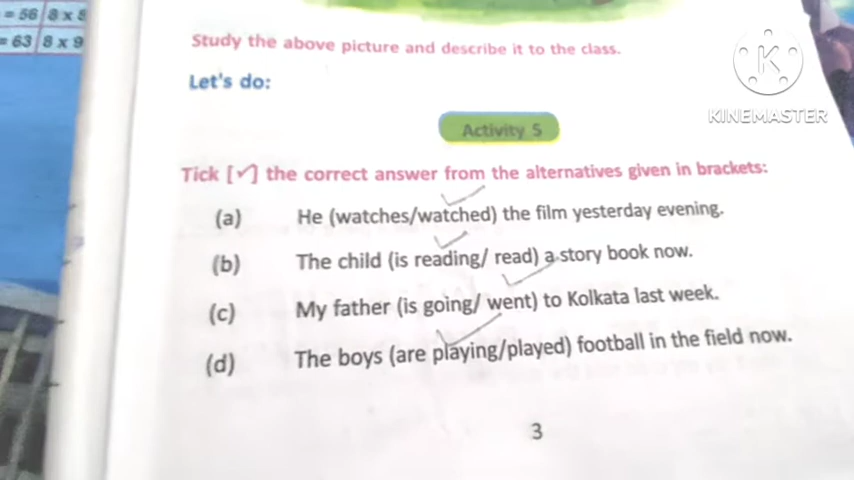 = 56 8 x 8
= 63 8 x 9
K
KINEMASTER
Study the above picture and describe it to the class.
Let's do:
Activity 5
Tick [✓] the correct answer from the alternatives given in brackets:
(a) He (watches/watched) the film yesterday evening.
(b) The child (is reading/ read) a story book now.
(c) My father (is going/ went) to Kolkata last week.
(d) The boys (are playing/played) football in the field now.
3